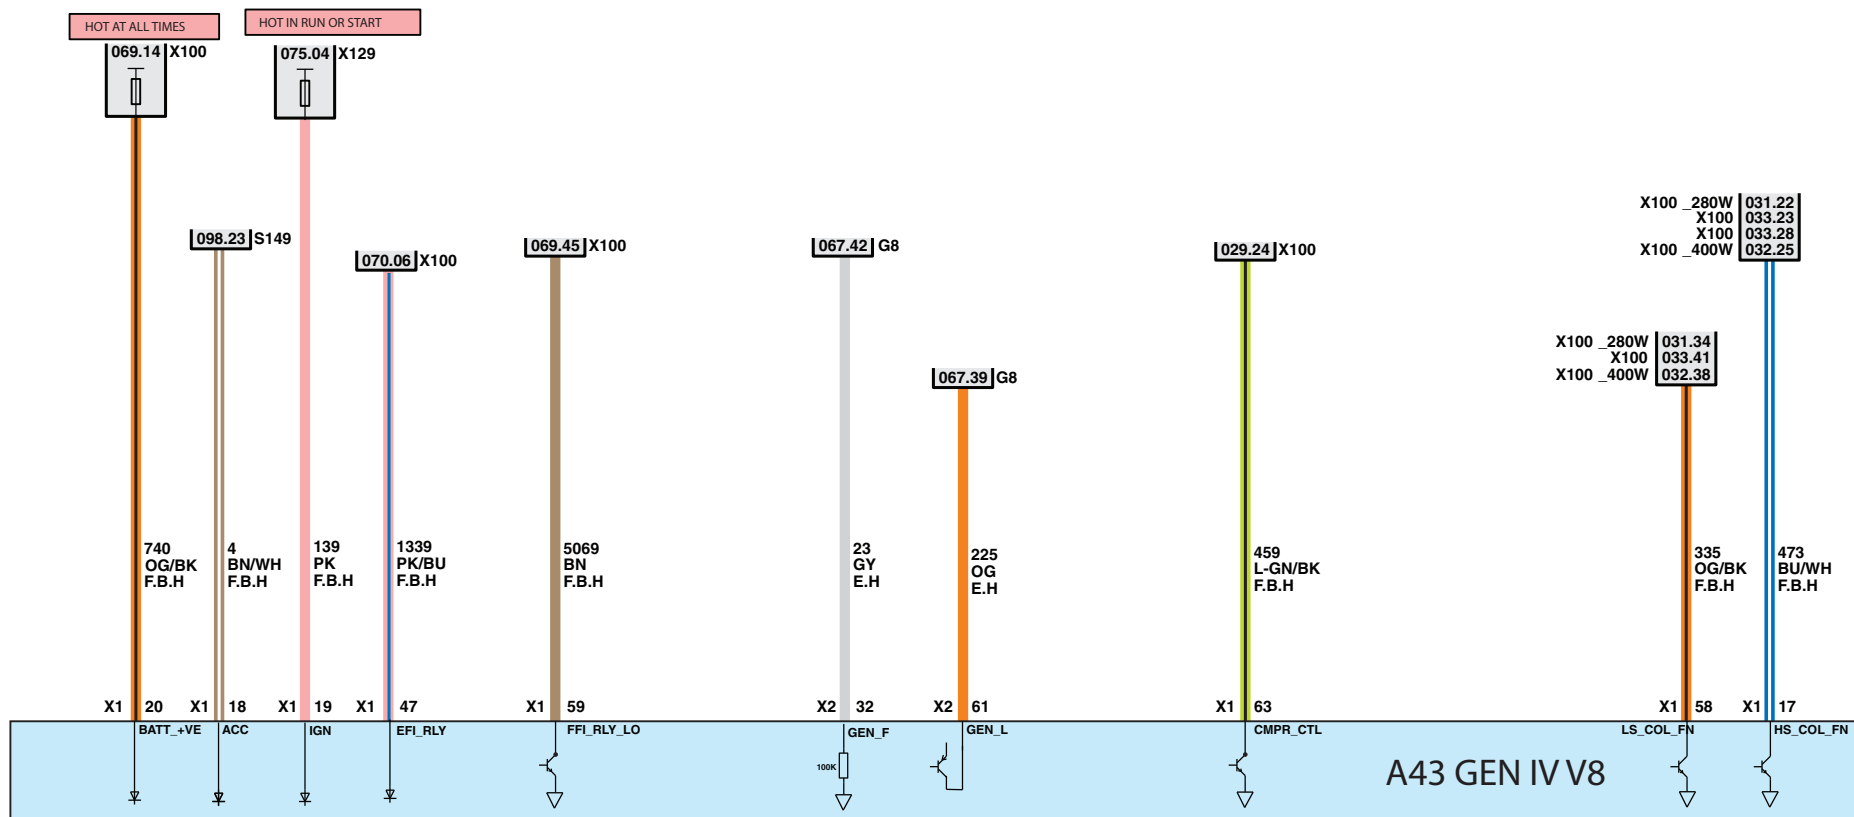 HOT AT ALL TIMES
HOT IN RUN OR START
069.14 X100
075.04 X129
098.23 S149
070.06 X100
069.45 X100
067.42 G8
067.39 G8
029.24 X100
X100 _280W 031.22
X100 033.23
X100 033.28
X100 _400W 032.25
X100 _280W 031.34
X100 033.41
X100 _400W 032.38
740
OG/BK
F.B.H
4
BN/WH
F.B.H
139
PK
F.B.H
1339
PK/BU
F.B.H
5069
BN
F.B.H
23
GY
E.H
225
OG
E.H
459
L-GN/BK
F.B.H
335
OG/BK
F.B.H
473
BU/WH
F.B.H
X1 20
X1 18
X1 19
X1 47
X1 59
X2 32
X2 61
X1 63
X1 58
X1 17
BATT_+VE
ACC
IGN
EFI_RLY
FFI_RLY_LO
GEN_F
GEN_L
CMPR_CTL
LS_COL_FN
HS_COL_FN
100K
A43 GEN IV V8